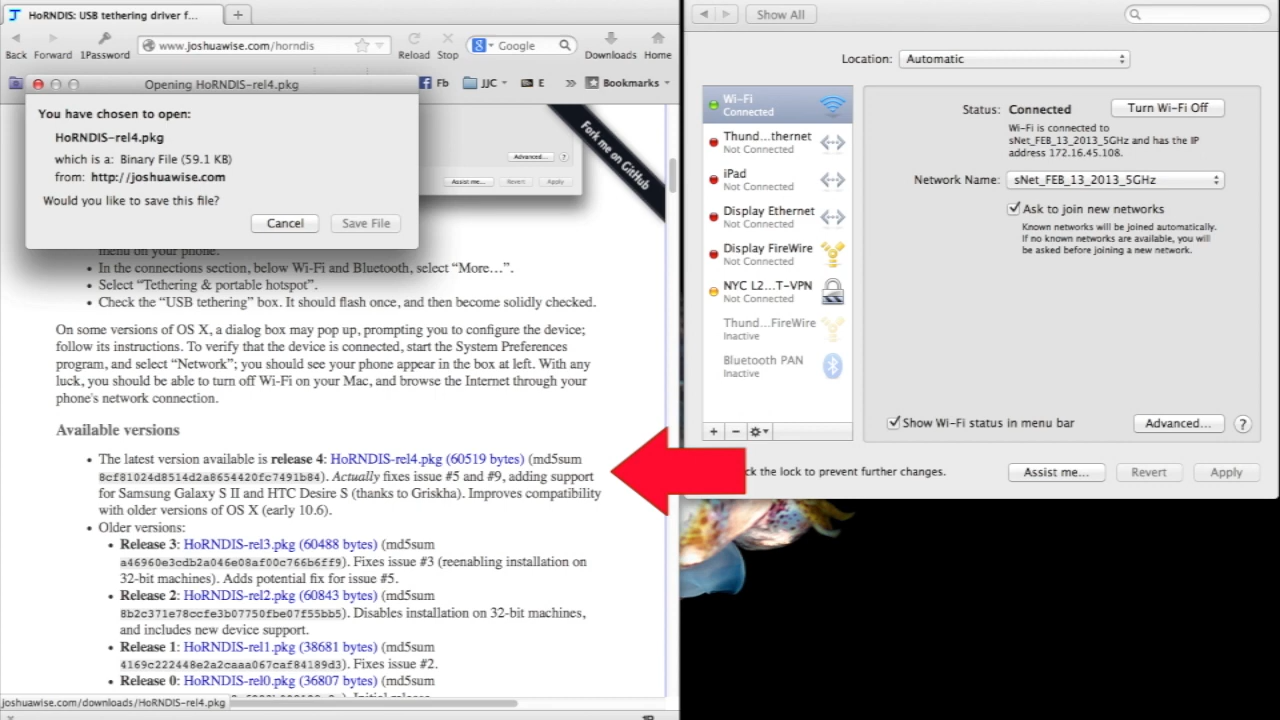 HoRNDIS: USB tethering driver f...
Back Forward 1Password www.joshuawise.com/horndis Reload Stop Google Downloads Home
Fb JJC E Bookmarks
Opening HoRNDIS-rel4.pkg
You have chosen to open:
HoRNDIS-rel4.pkg
which is a: Binary File (59.1 KB)
from: http://joshuawise.com
Would you like to save this file?
Cancel Save File
Fork me on GitHub
Advanced... ?
Assist me... Revert Apply
menu on your phone.
• In the connections section, below Wi-Fi and Bluetooth, select “More…”.
• Select “Tethering & portable hotspot”.
• Check the “USB tethering” box. It should flash once, and then become solidly checked.
On some versions of OS X, a dialog box may pop up, prompting you to configure the device;
follow its instructions. To verify that the device is connected, start the System Preferences
program, and select “Network”; you should see your phone appear in the box at left. With any
luck, you should be able to turn off Wi-Fi on your Mac, and browse the Internet through your
phone's network connection.
Available versions
• The latest version available is release 4: HoRNDIS-rel4.pkg (60519 bytes) (md5sum
8cf81024d8514d2a8654420fc7491b84). Actually fixes issue #5 and #9, adding support
for Samsung Galaxy S II and HTC Desire S (thanks to Griskha). Improves compatibility
with older versions of OS X (early 10.6).
• Older versions:
• Release 3: HoRNDIS-rel3.pkg (60488 bytes) (md5sum
a46960e3cdb2a046e08af00c766b6ff9). Fixes issue #3 (reenabling installation on
32-bit machines). Adds potential fix for issue #5.
• Release 2: HoRNDIS-rel2.pkg (60843 bytes) (md5sum
8b2c371e78ccfe3b07750fbe07f55bb5). Disables installation on 32-bit machines,
and includes new device support.
• Release 1: HoRNDIS-rel1.pkg (38681 bytes) (md5sum
4169c222448e2a2caaa067caf84189d3). Fixes issue #2.
• Release 0: HoRNDIS-rel0.pkg (36807 bytes) (md5sum
Initial release
joshuawise.com/downloads/HoRNDIS-rel4.pkg
Show All
Location: Automatic
Wi-Fi
Connected
Thund...thernet
Not Connected
iPad
Not Connected
Display Ethernet
Not Connected
Display FireWire
Not Connected
NYC L2...T-VPN
Not Connected
Thund...FireWire
Inactive
Bluetooth PAN
Inactive
Status: Connected Turn Wi-Fi Off
Wi-Fi is connected to
sNet_FEB_13_2013_5GHz and has the IP
address 172.16.45.108.
Network Name: sNet_FEB_13_2013_5GHz
Ask to join new networks
Known networks will be joined automatically.
If no known networks are available, you will
be asked before joining a new network.
Show Wi-Fi status in menu bar Advanced... ?
ck the lock to prevent further changes. Assist me... Revert Apply